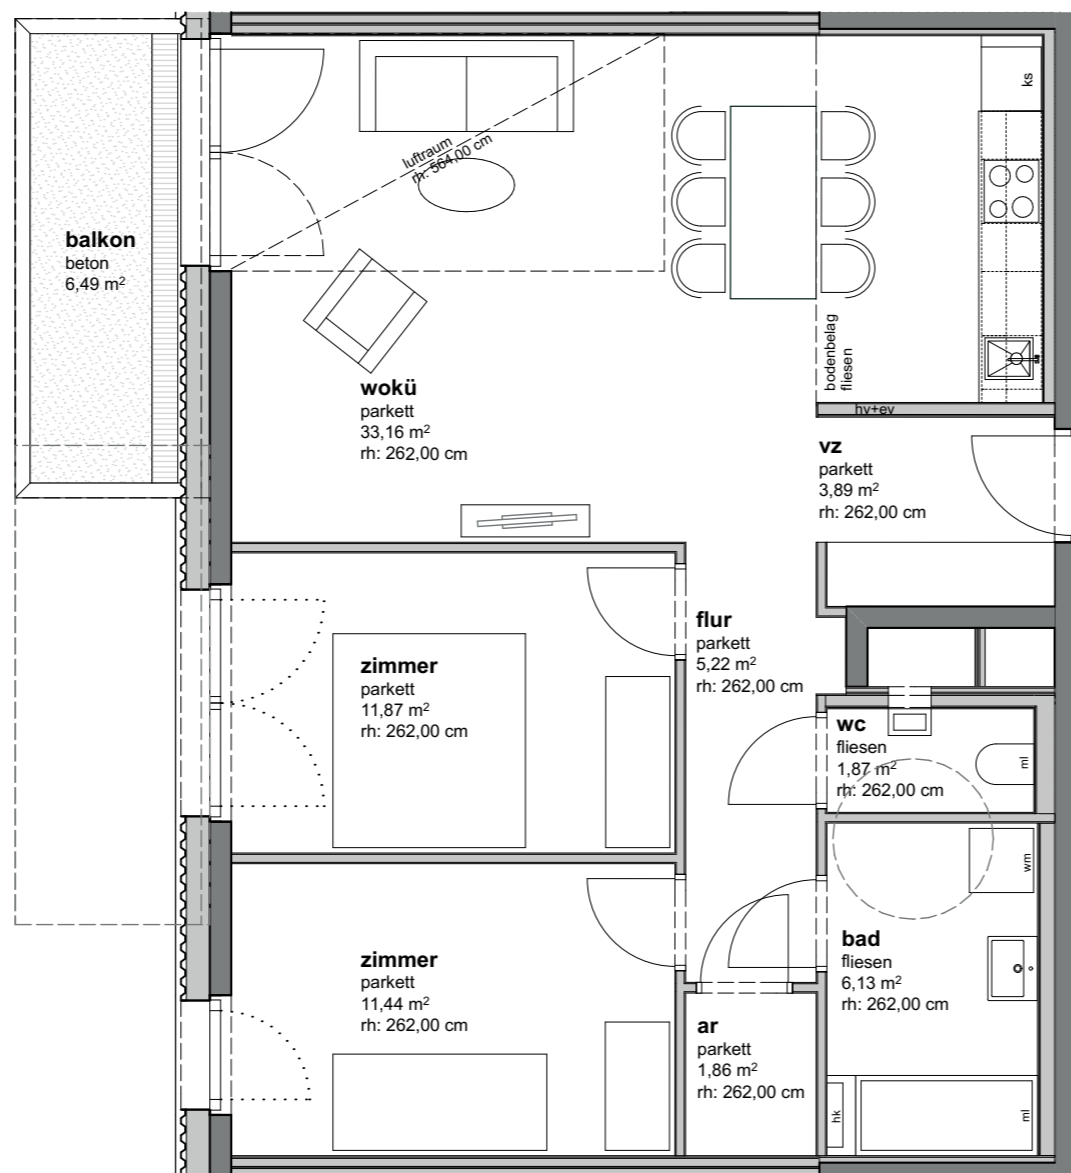 ks
luftraum
rh: 564,00 cm
balkon
beton
6,49 m²
bodenbelag
fliesen
wokü
parkett
33,16 m²
rh: 262,00 cm
hv+ev
vz
parkett
3,89 m²
rh: 262,00 cm
flur
parkett
5,22 m²
rh: 262,00 cm
zimmer
parkett
11,87 m²
rh: 262,00 cm
wc
fliesen
1,87 m²
rh: 262,00 cm
ml
wm
bad
fliesen
6,13 m²
rh: 262,00 cm
zimmer
parkett
11,44 m²
rh: 262,00 cm
ar
parkett
1,86 m²
rh: 262,00 cm
hk
ml